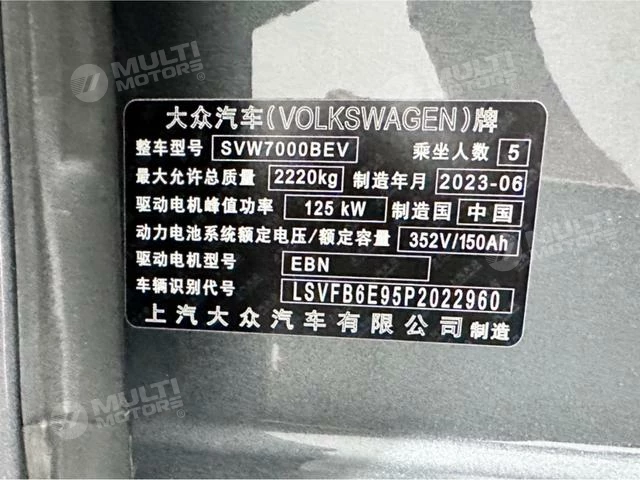 大众汽车(VOLKSWAGEN)牌
整车型号 SVW7000BEV 乘坐人数 5
最大允许总质量 2220kg 制造年月 2023-06
驱动电机峰值功率 125 kW 制造国 中国
动力电池系统额定电压/额定容量 352V/150Ah
驱动电机型号 EBN
车辆识别代号 LSVFB6E95P2022960
上汽大众汽车有限公司 制造
MULTI MOTORS
MULTI MOTORS
MULTI MOTORS
MULTI MOTORS